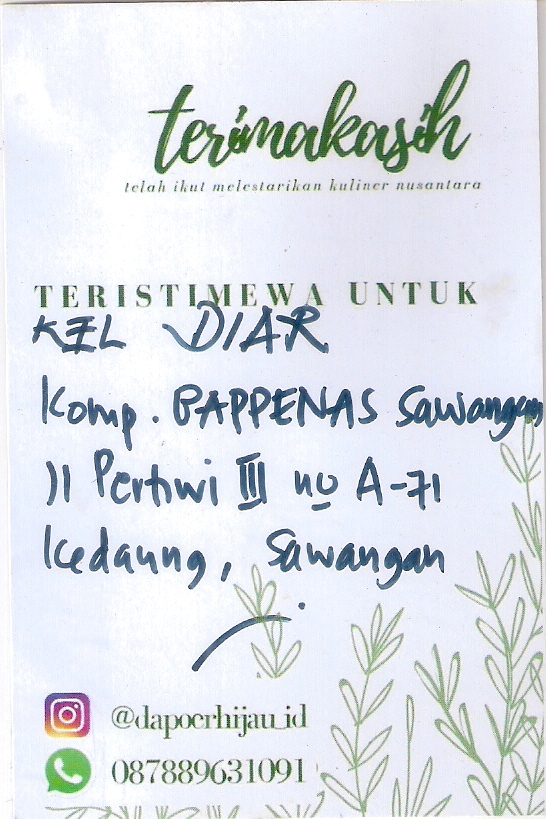 terimakasih
telah ikut melestarikan kuliner nusantara
TERISTIMEWA UNTUK
KEL DIAR
Komp. BAPPENAS Sawangan
Jl Pertiwi III no A-71
Kedaung, Sawangan
@dapoerhijau_id
087889631091